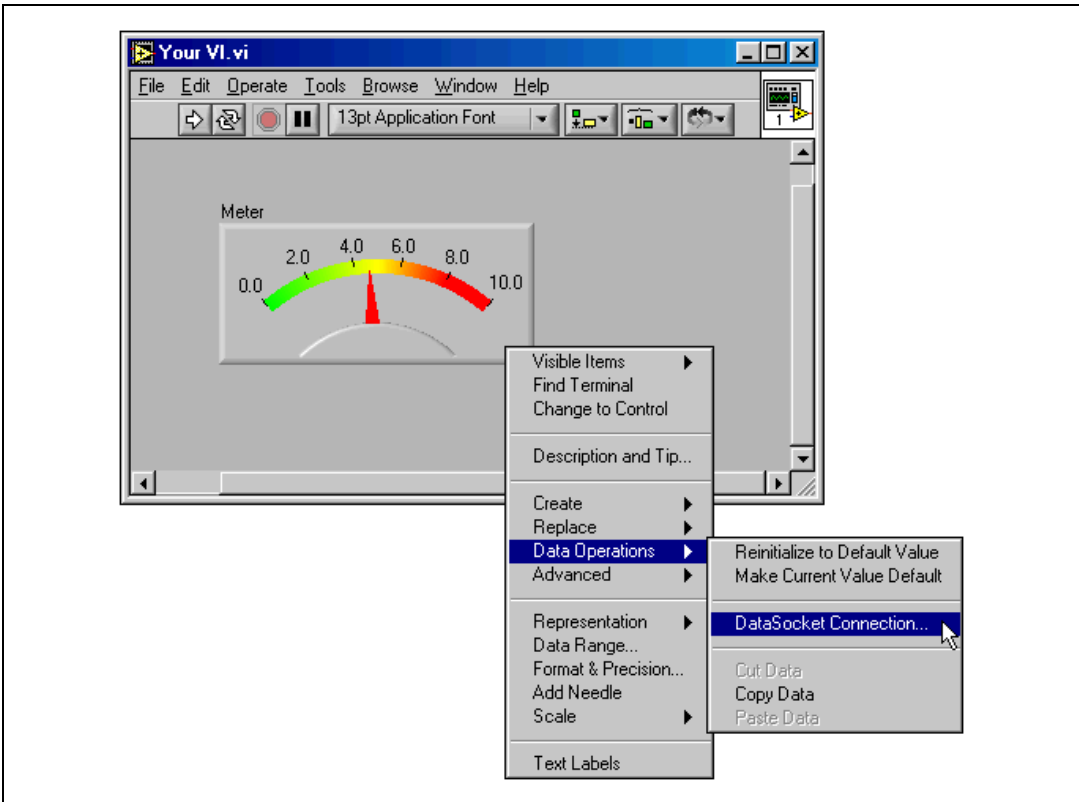 Your VI.vi
File Edit Operate Tools Browse Window Help
13pt Application Font
1
Meter
0.0 2.0 4.0 6.0 8.0 10.0
Visible Items
Find Terminal
Change to Control
Description and Tip...
Create
Replace
Data Operations
Advanced
Representation
Data Range...
Format & Precision...
Add Needle
Scale
Text Labels
Reinitialize to Default Value
Make Current Value Default
DataSocket Connection...
Cut Data
Copy Data
Paste Data